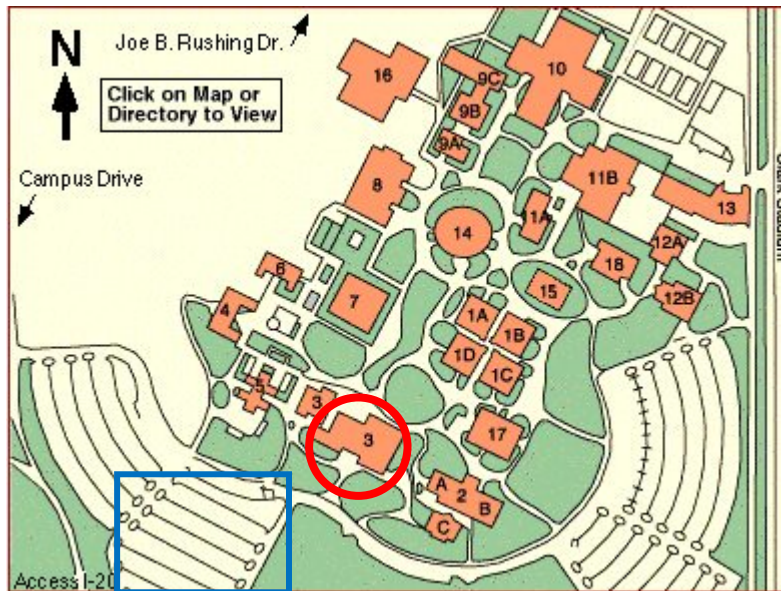 Joe B. Rushing Dr.
N
Click on Map or
Directory to View
Campus Drive
16
10
9C
9B
9A
8
11B
13
11A
14
12A
18
6
7
15
12B
4
1A
1B
1D
1C
5
3
3
17
A
2
B
C
Access I-20